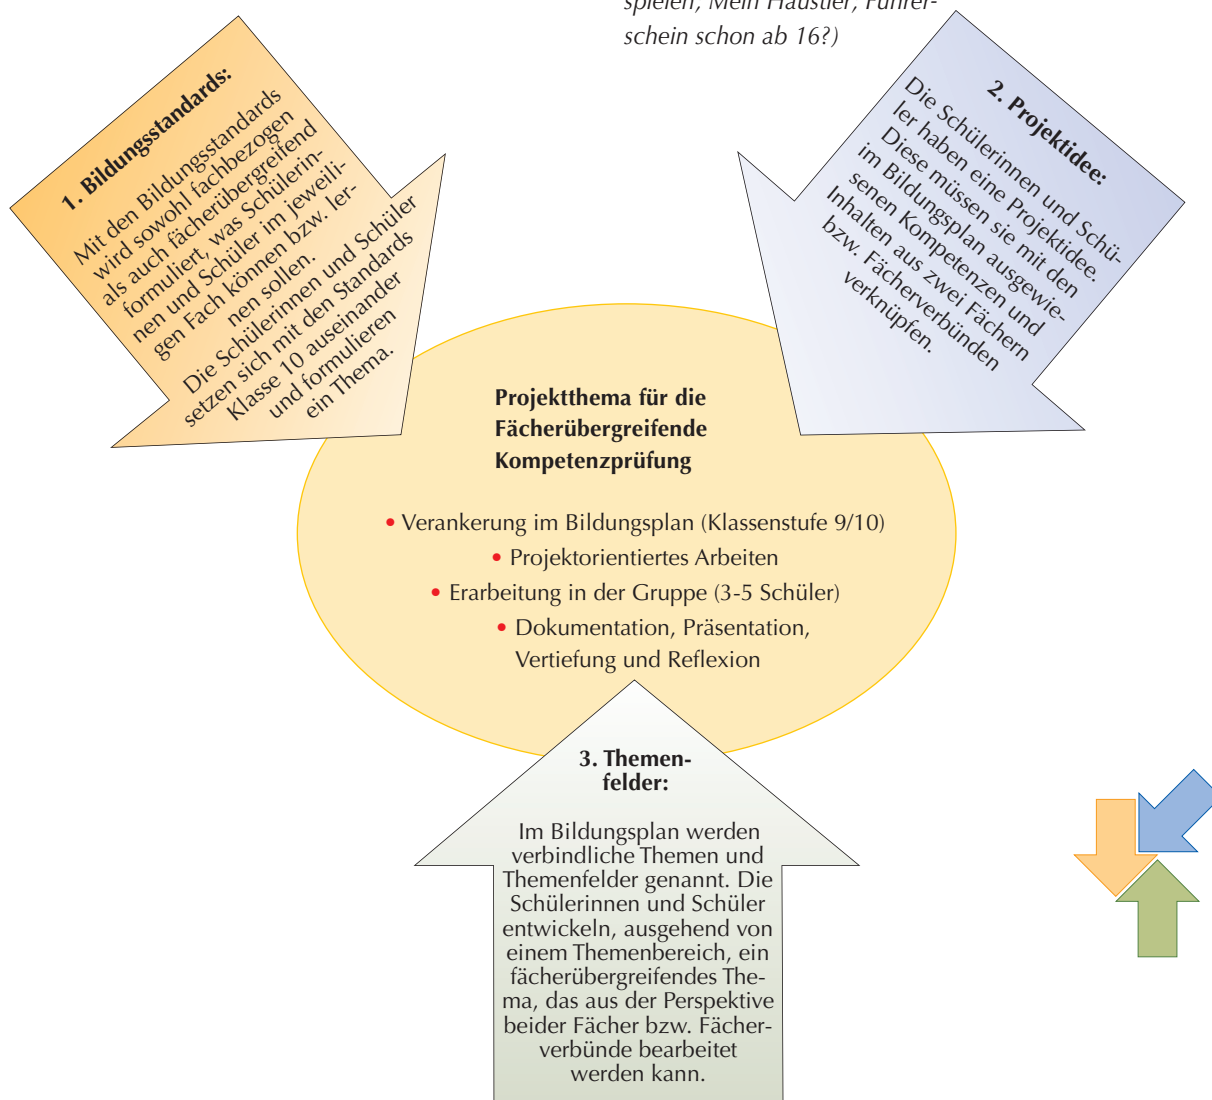 spielen, Mein Haustier, Führer-
schein schon ab 16?)
1. Bildungsstandards:
Mit den Bildungsstandards
wird sowohl fachbezogen
als auch fächerübergreifend
formuliert, was Schülerin-
nen und Schüler im jeweili-
gen Fach können bzw. ler-
nen sollen.
Die Schülerinnen und Schüler
setzen sich mit den Standards
Klasse 10 auseinander
und formulieren
ein Thema.
2. Projektidee:
Die Schülerinnen und Schü-
ler haben eine Projektidee.
Diese müssen sie mit den
im Bildungsplan ausgewie-
senen Kompetenzen und
Inhalten aus zwei Fächern
bzw. Fächerverbünden
verknüpfen.
Projektthema für die
Fächerübergreifende
Kompetenzprüfung
• Verankerung im Bildungsplan (Klassenstufe 9/10)
• Projektorientiertes Arbeiten
• Erarbeitung in der Gruppe (3-5 Schüler)
• Dokumentation, Präsentation,
Vertiefung und Reflexion
3. Themen-
felder:
Im Bildungsplan werden
verbindliche Themen und
Themenfelder genannt. Die
Schülerinnen und Schüler
entwickeln, ausgehend von
einem Themenbereich, ein
fächerübergreifendes The-
ma, das aus der Perspektive
beider Fächer bzw. Fächer-
verbünde bearbeitet
werden kann.